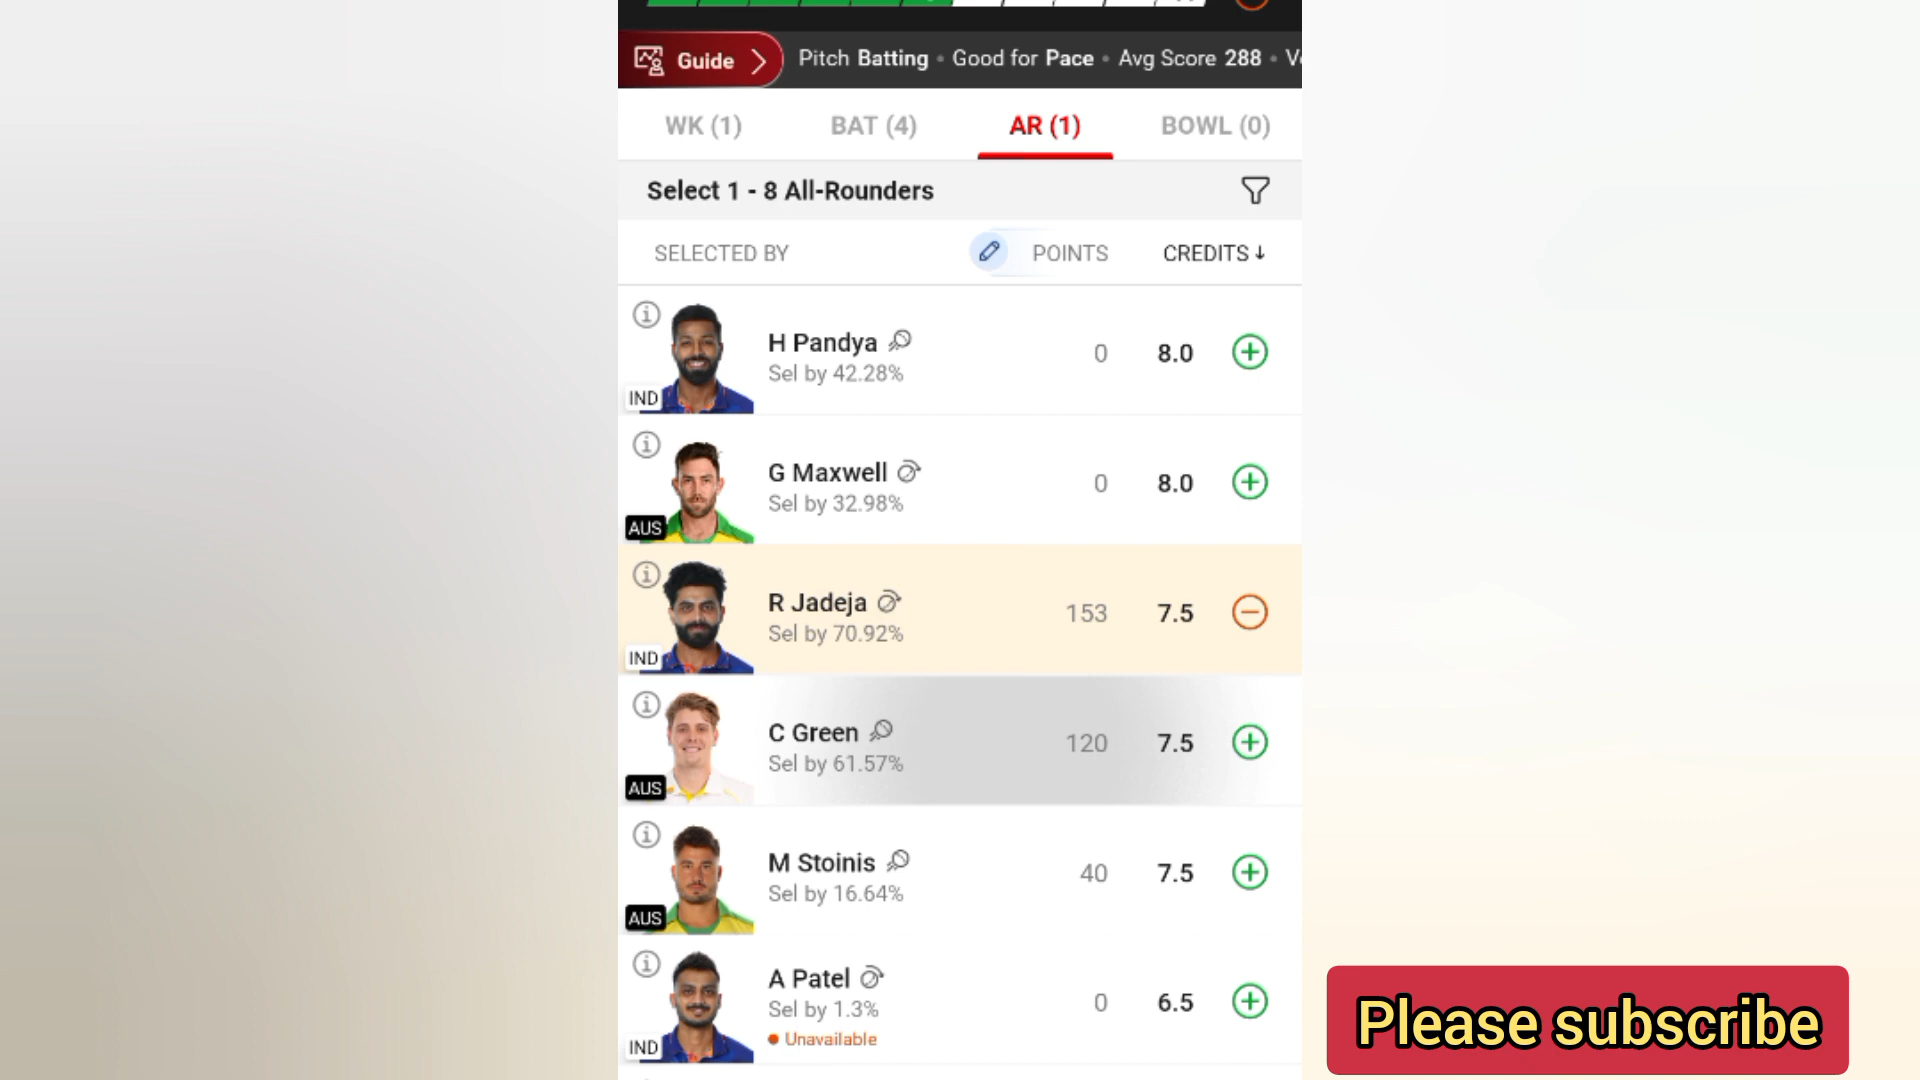 Guide
Pitch Batting • Good for Pace • Avg Score 288 •
WK (1) BAT (4) AR (1) BOWL (0)
Select 1 - 8 All-Rounders
SELECTED BY POINTS CREDITS↓
H Pandya 0 8.0
Sel by 42.28%
IND
G Maxwell 0 8.0
Sel by 32.98%
AUS
R Jadeja 153 7.5
Sel by 70.92%
IND
C Green 120 7.5
Sel by 61.57%
AUS
M Stoinis 40 7.5
Sel by 16.64%
AUS
A Patel 0 6.5
Sel by 1.3%
• Unavailable
IND
Please subscribe